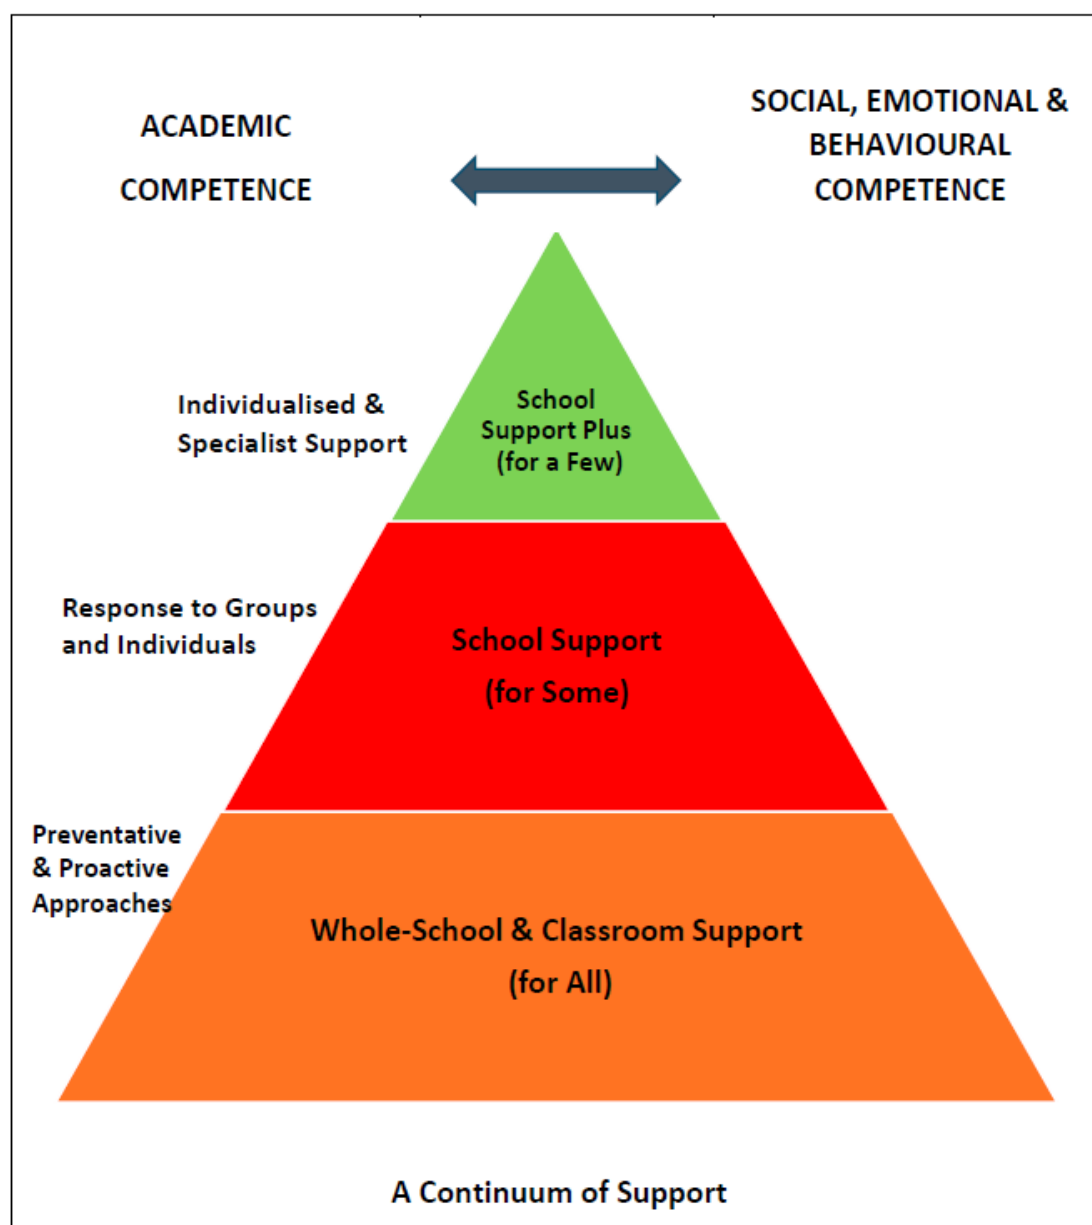 ACADEMIC
COMPETENCE
SOCIAL, EMOTIONAL &
BEHAVIOURAL
COMPETENCE
Individualised &
Specialist Support
School
Support Plus
(for a Few)
Response to Groups
and Individuals
School Support
(for Some)
Preventative
& Proactive
Approaches
Whole-School & Classroom Support
(for All)
A Continuum of Support